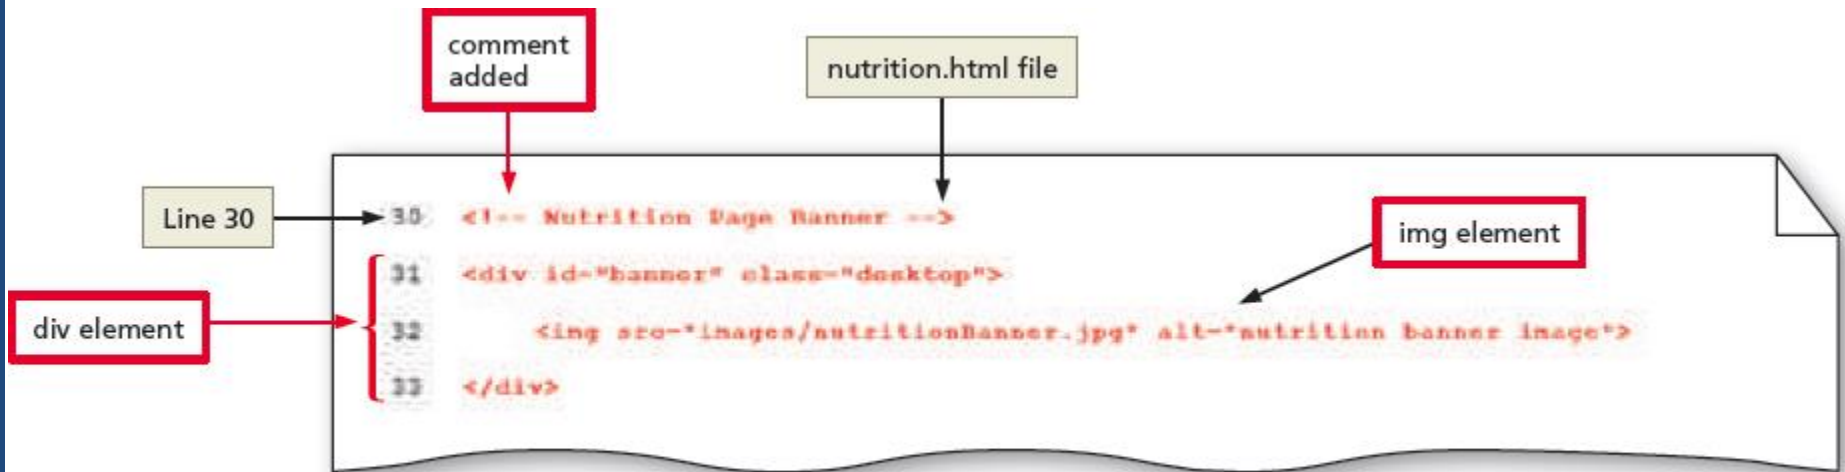 comment
added
nutrition.html file
Line 30
30 <!-- Nutrition Page Banner -->
img element
31 <div id="banner" class="desktop">
div element
32 <img src="images/nutritionBanner.jpg" alt="nutrition banner image">
33 </div>